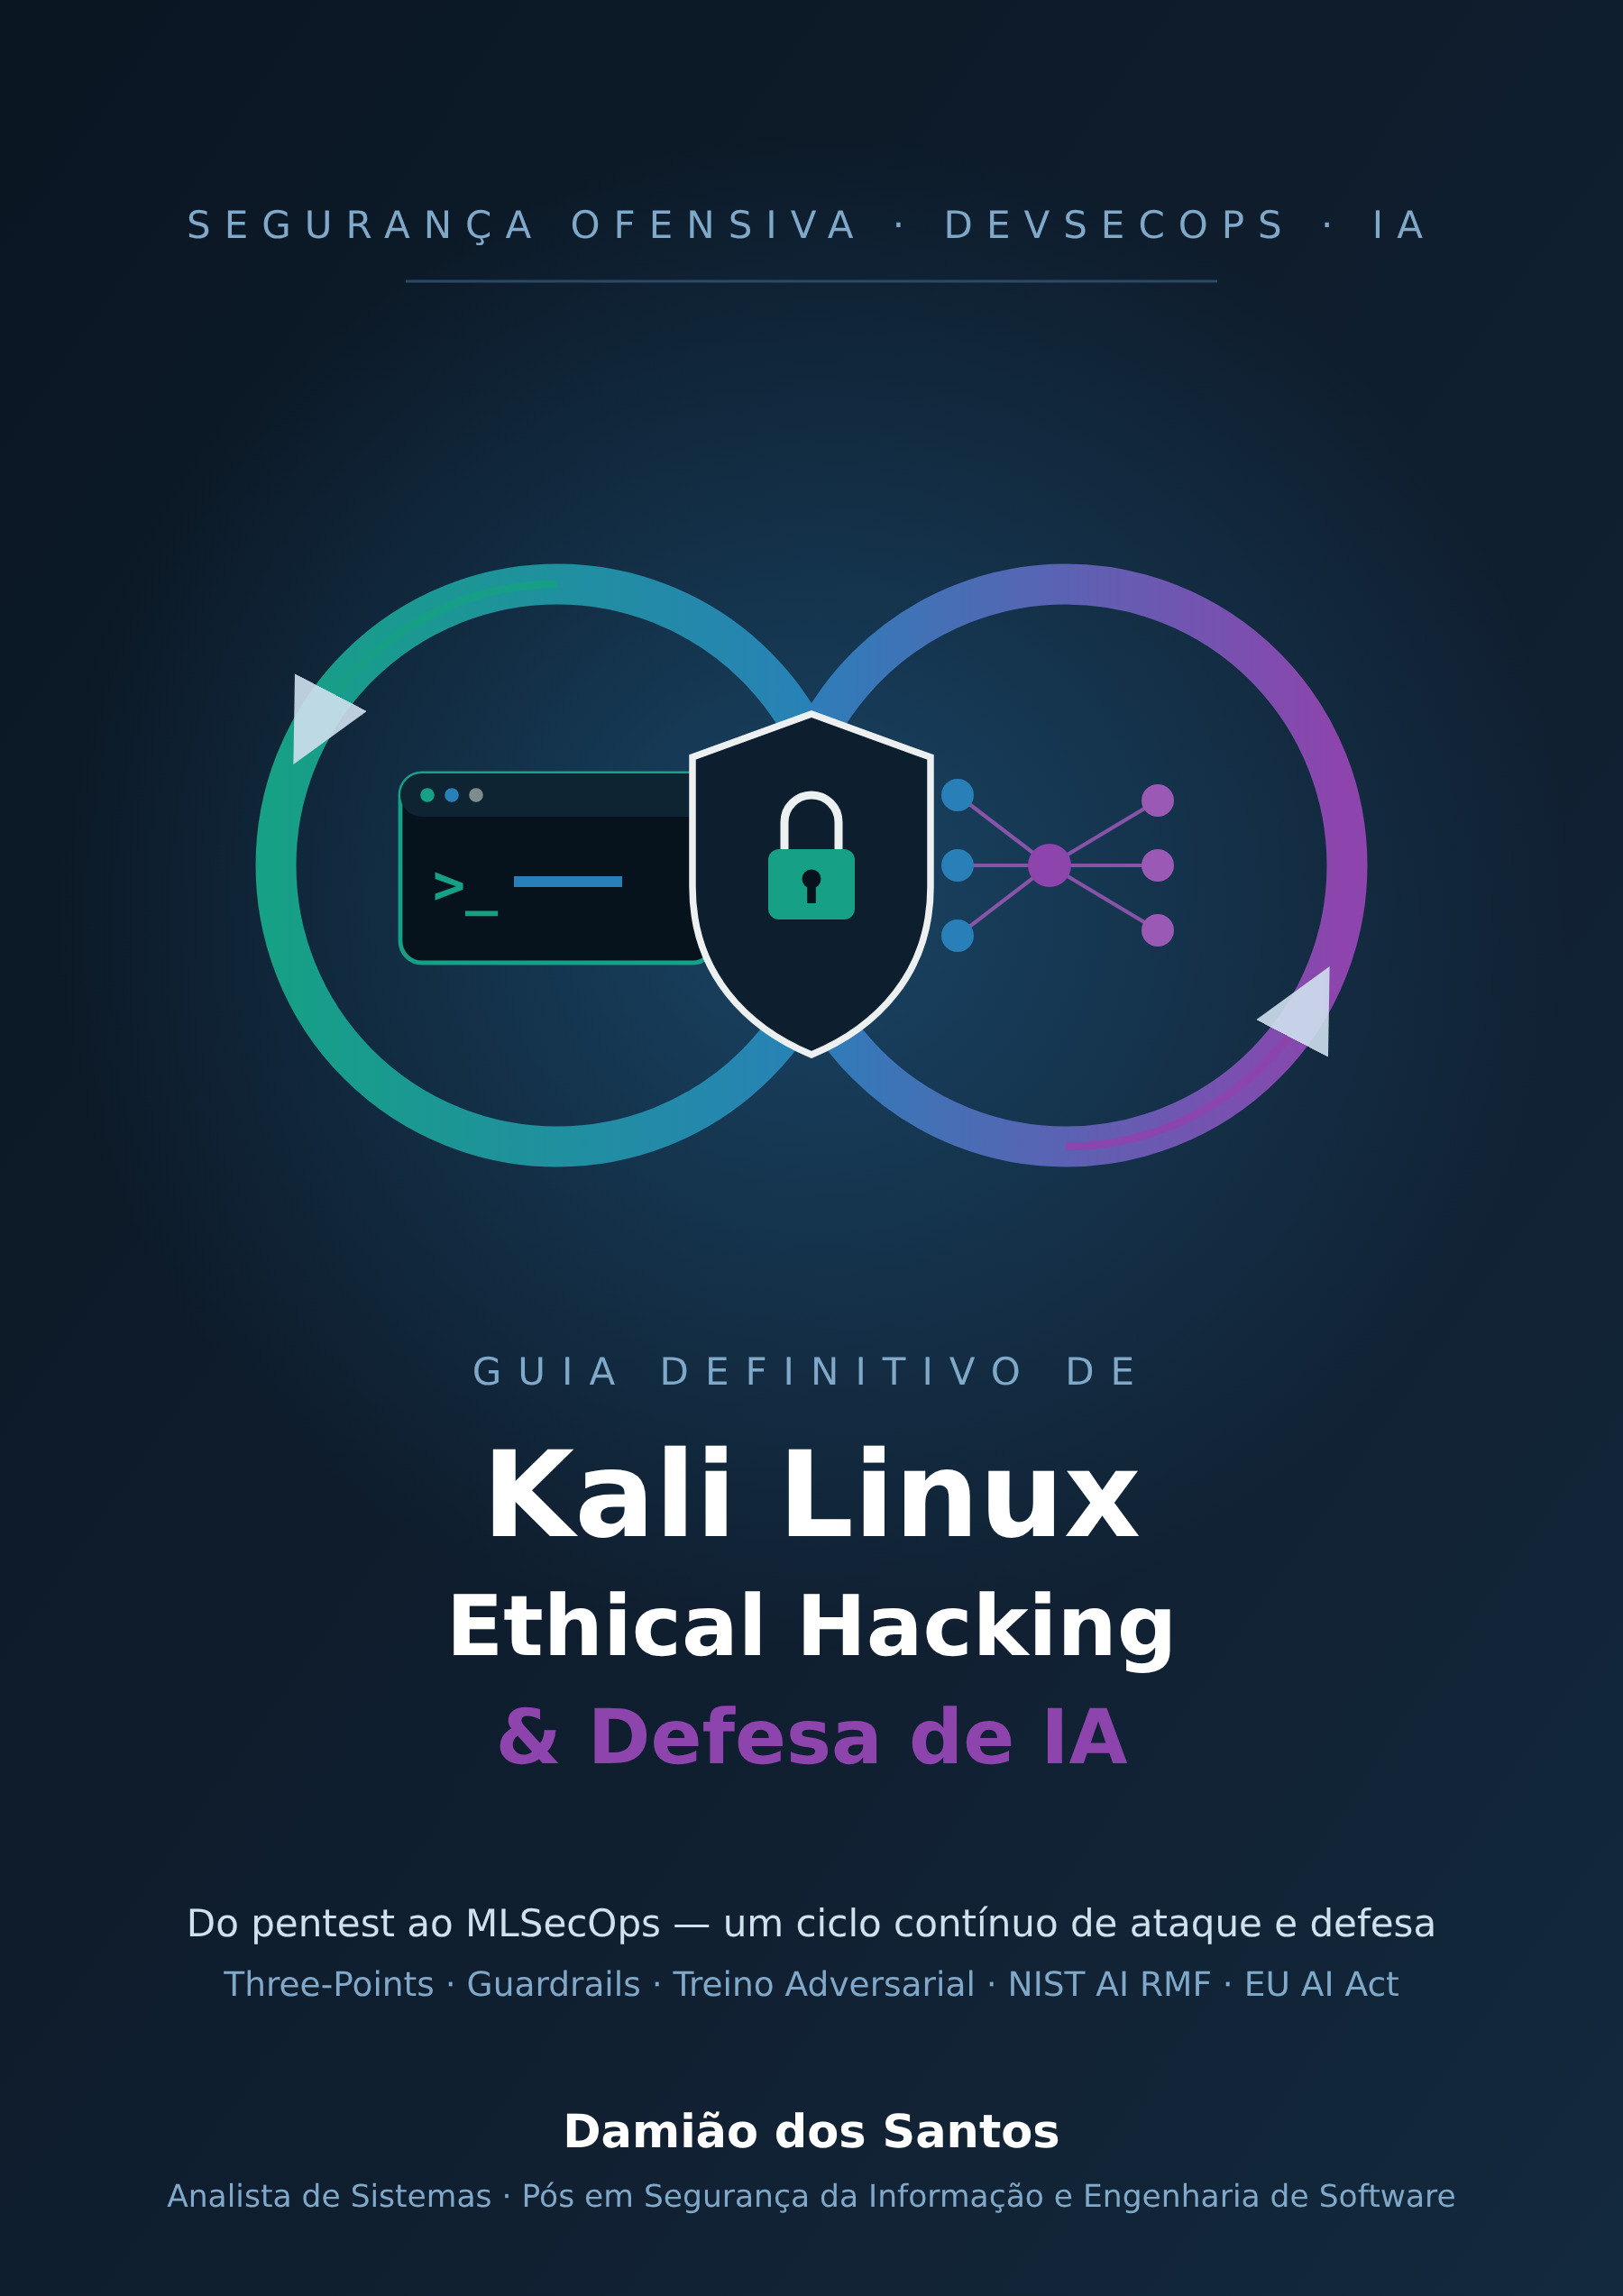 SEGURANÇA OFENSIVA · DEVSECOPS · IA
>_
GUIA DEFINITIVO DE
Kali Linux
Ethical Hacking
& Defesa de IA
Do pentest ao MLSecOps — um ciclo contínuo de ataque e defesa
Three-Points · Guardrails · Treino Adversarial · NIST AI RMF · EU AI Act
Damião dos Santos
Analista de Sistemas · Pós em Segurança da Informação e Engenharia de Software